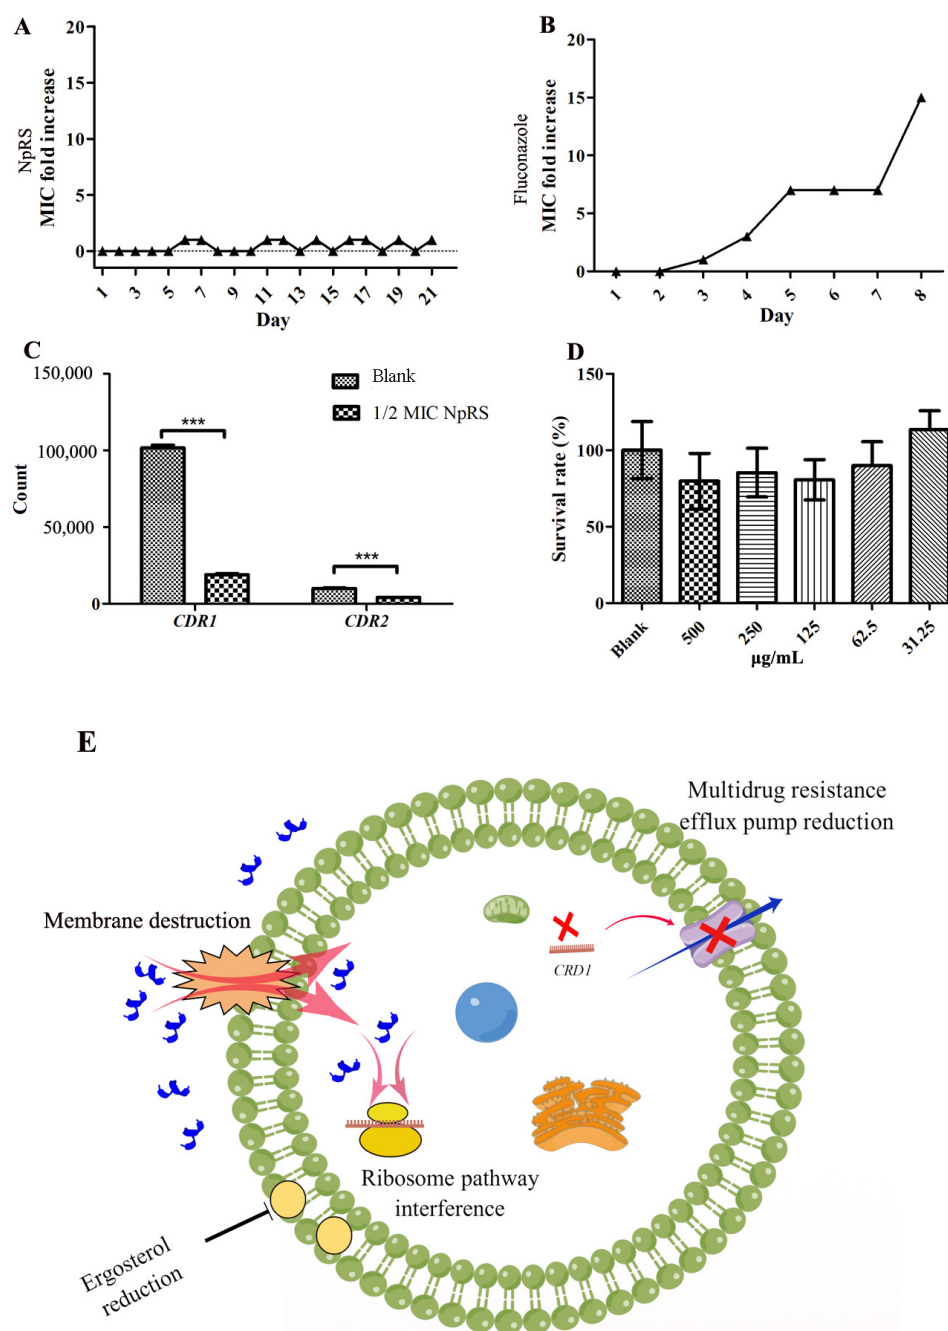 A
NpRS
MIC fold increase
20
15
10
5
0
1
3
5
7
9
11
13
15
17
19
21
Day
B
Fluconazole
MIC fold increase
20
15
10
5
0
1
2
3
4
5
6
7
8
Day
C
Count
150,000
100,000
50,000
0
Blank
1/2 MIC NpRS
***
***
CDR1
CDR2
D
Survival rate (%)
150
100
50
0
Blank
500
250
125
62.5
31.25
µg/mL
E
Multidrug resistance
efflux pump reduction
Membrane destruction
CRD1
Ribosome pathway
interference
Ergosterol
reduction